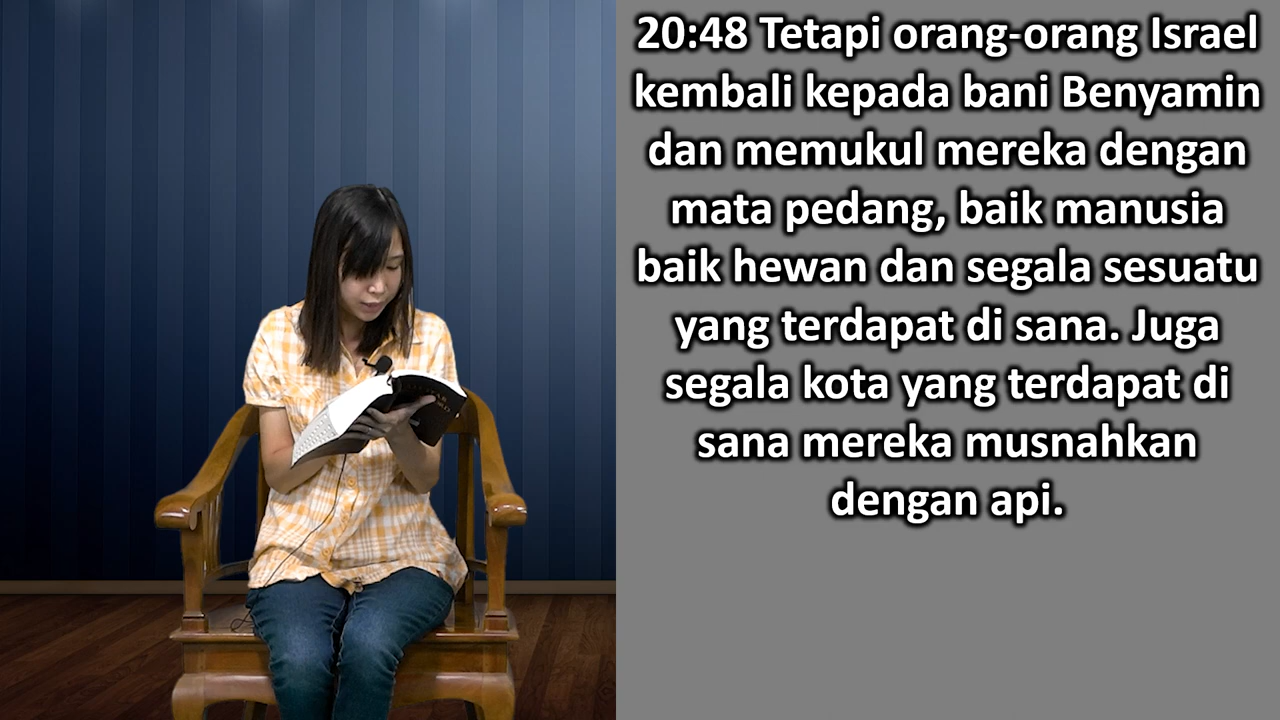 20:48 Tetapi orang-orang Israel
kembali kepada bani Benyamin
dan memukul mereka dengan
mata pedang, baik manusia
baik hewan dan segala sesuatu
yang terdapat di sana. Juga
segala kota yang terdapat di
sana mereka musnahkan
dengan api.